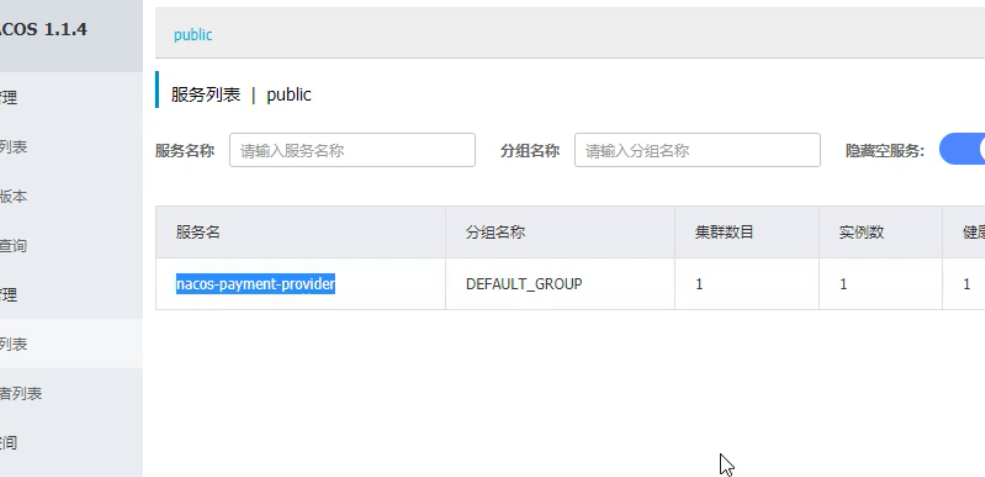 COS 1.1.4
public
理
服务列表 | public
列表
服务名称 请输入服务名称 分组名称 请输入分组名称 隐藏空服务:
版本
查询
服务名 分组名称 集群数目 实例数 健
理
nacos-payment-provider DEFAULT_GROUP 1 1 1
列表
者列表
间